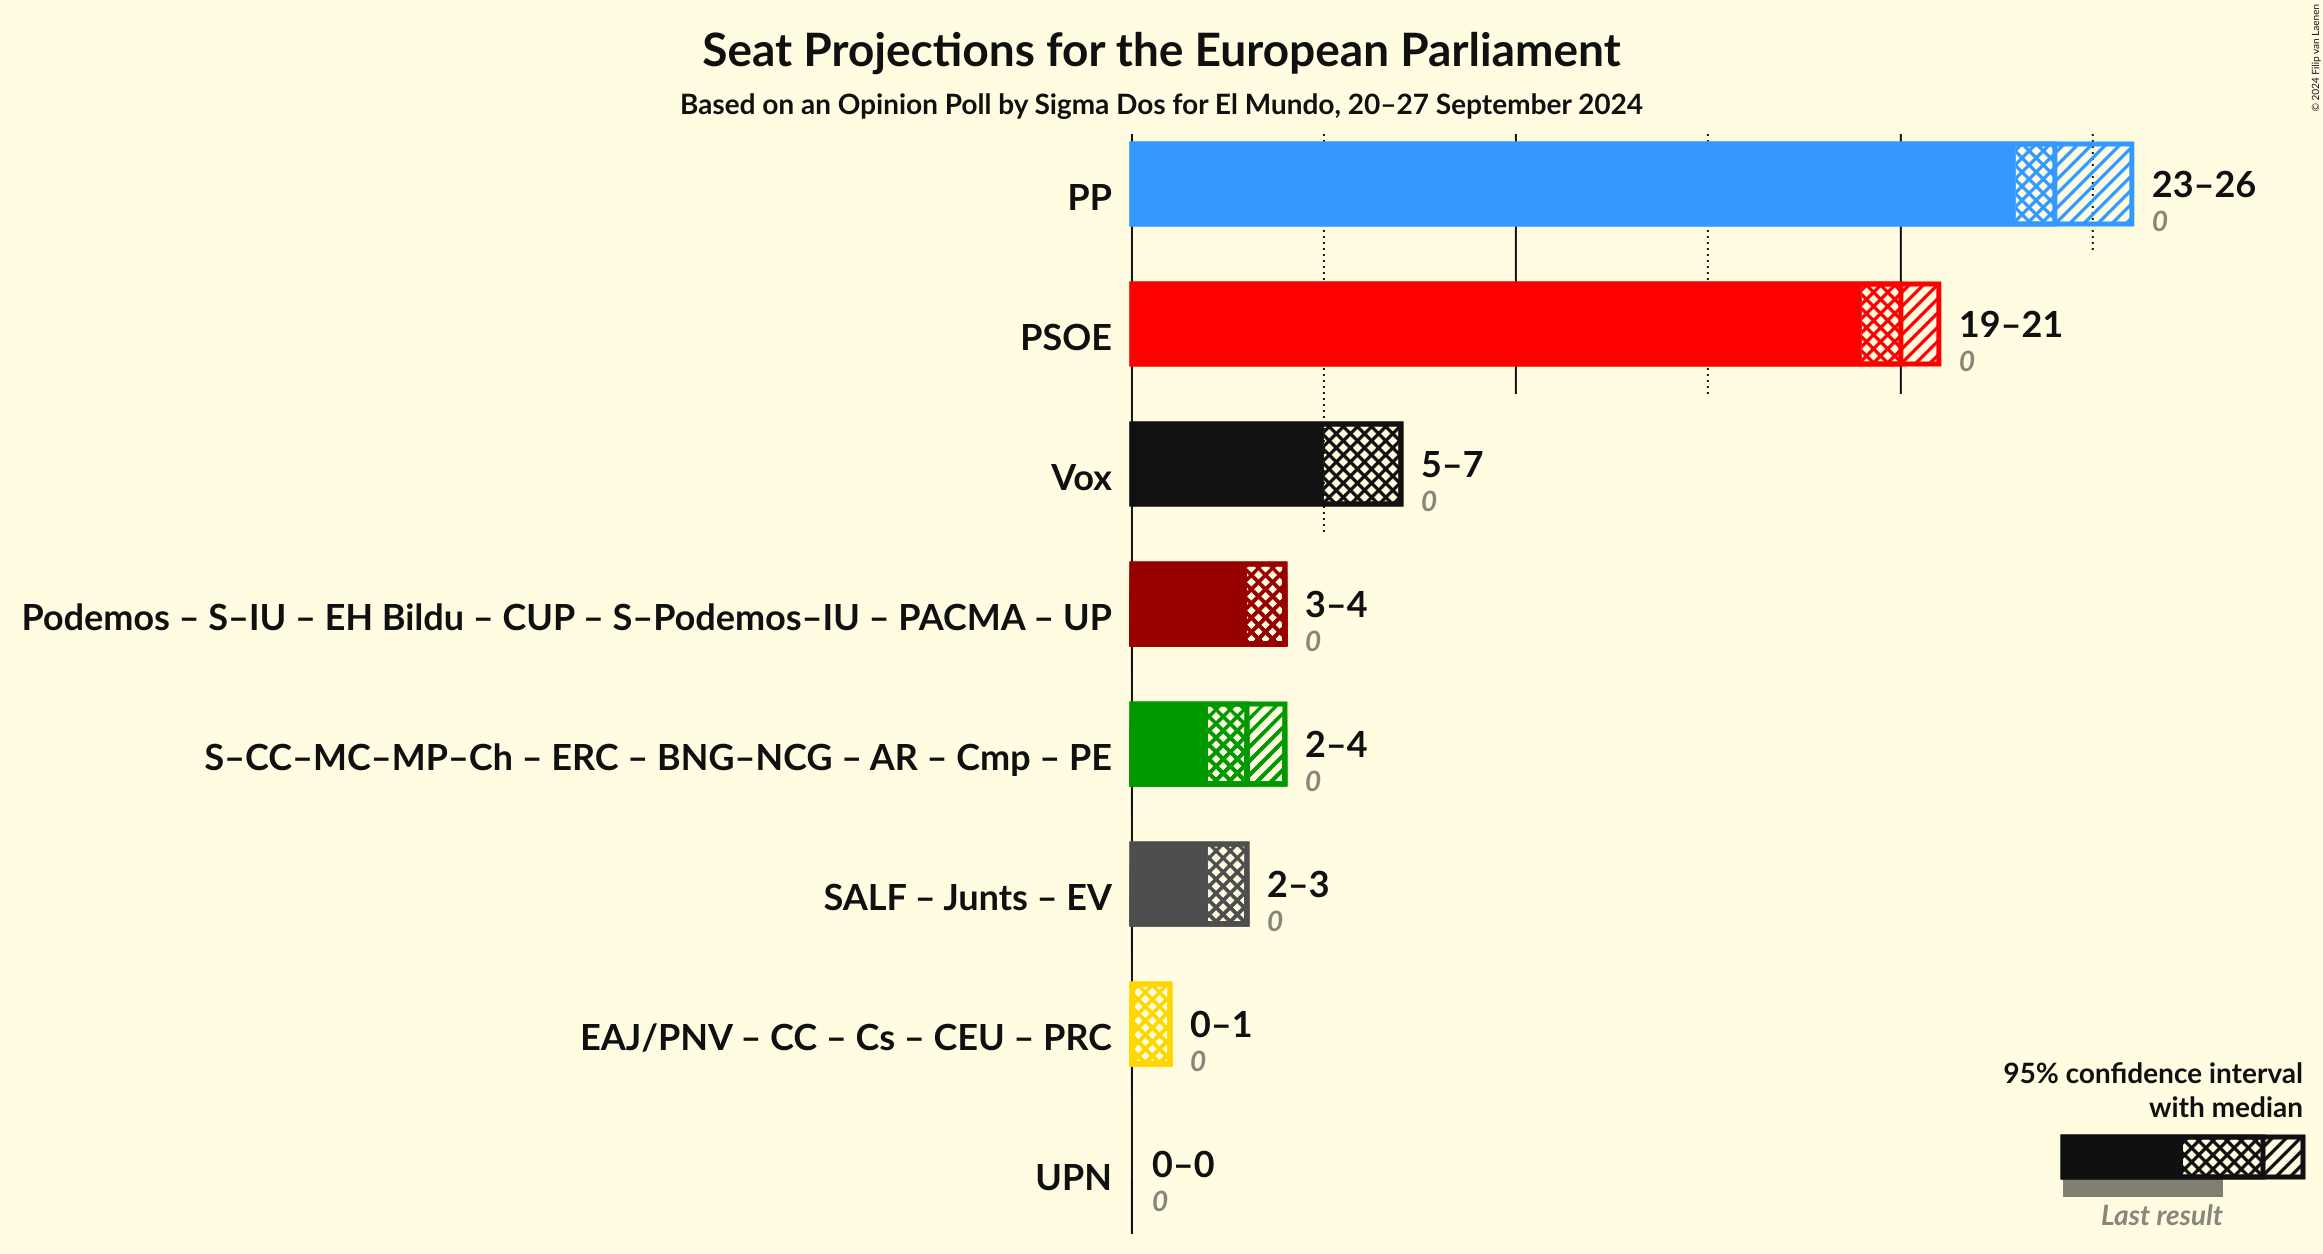 Seat Projections for the European Parliament
Based on an Opinion Poll by Sigma Dos for El Mundo, 20–27 September 2024
© 2024 Filip van Laenen
PP
23–26
0
PSOE
19–21
0
Vox
5–7
0
Podemos – S–IU – EH Bildu – CUP – S–Podemos–IU – PACMA – UP
3–4
0
S–CC–MC–MP–Ch – ERC – BNG–NCG – AR – Cmp – PE
2–4
0
SALF – Junts – EV
2–3
0
EAJ/PNV – CC – Cs – CEU – PRC
0–1
0
UPN
0–0
0
95% confidence interval
with median
Last result